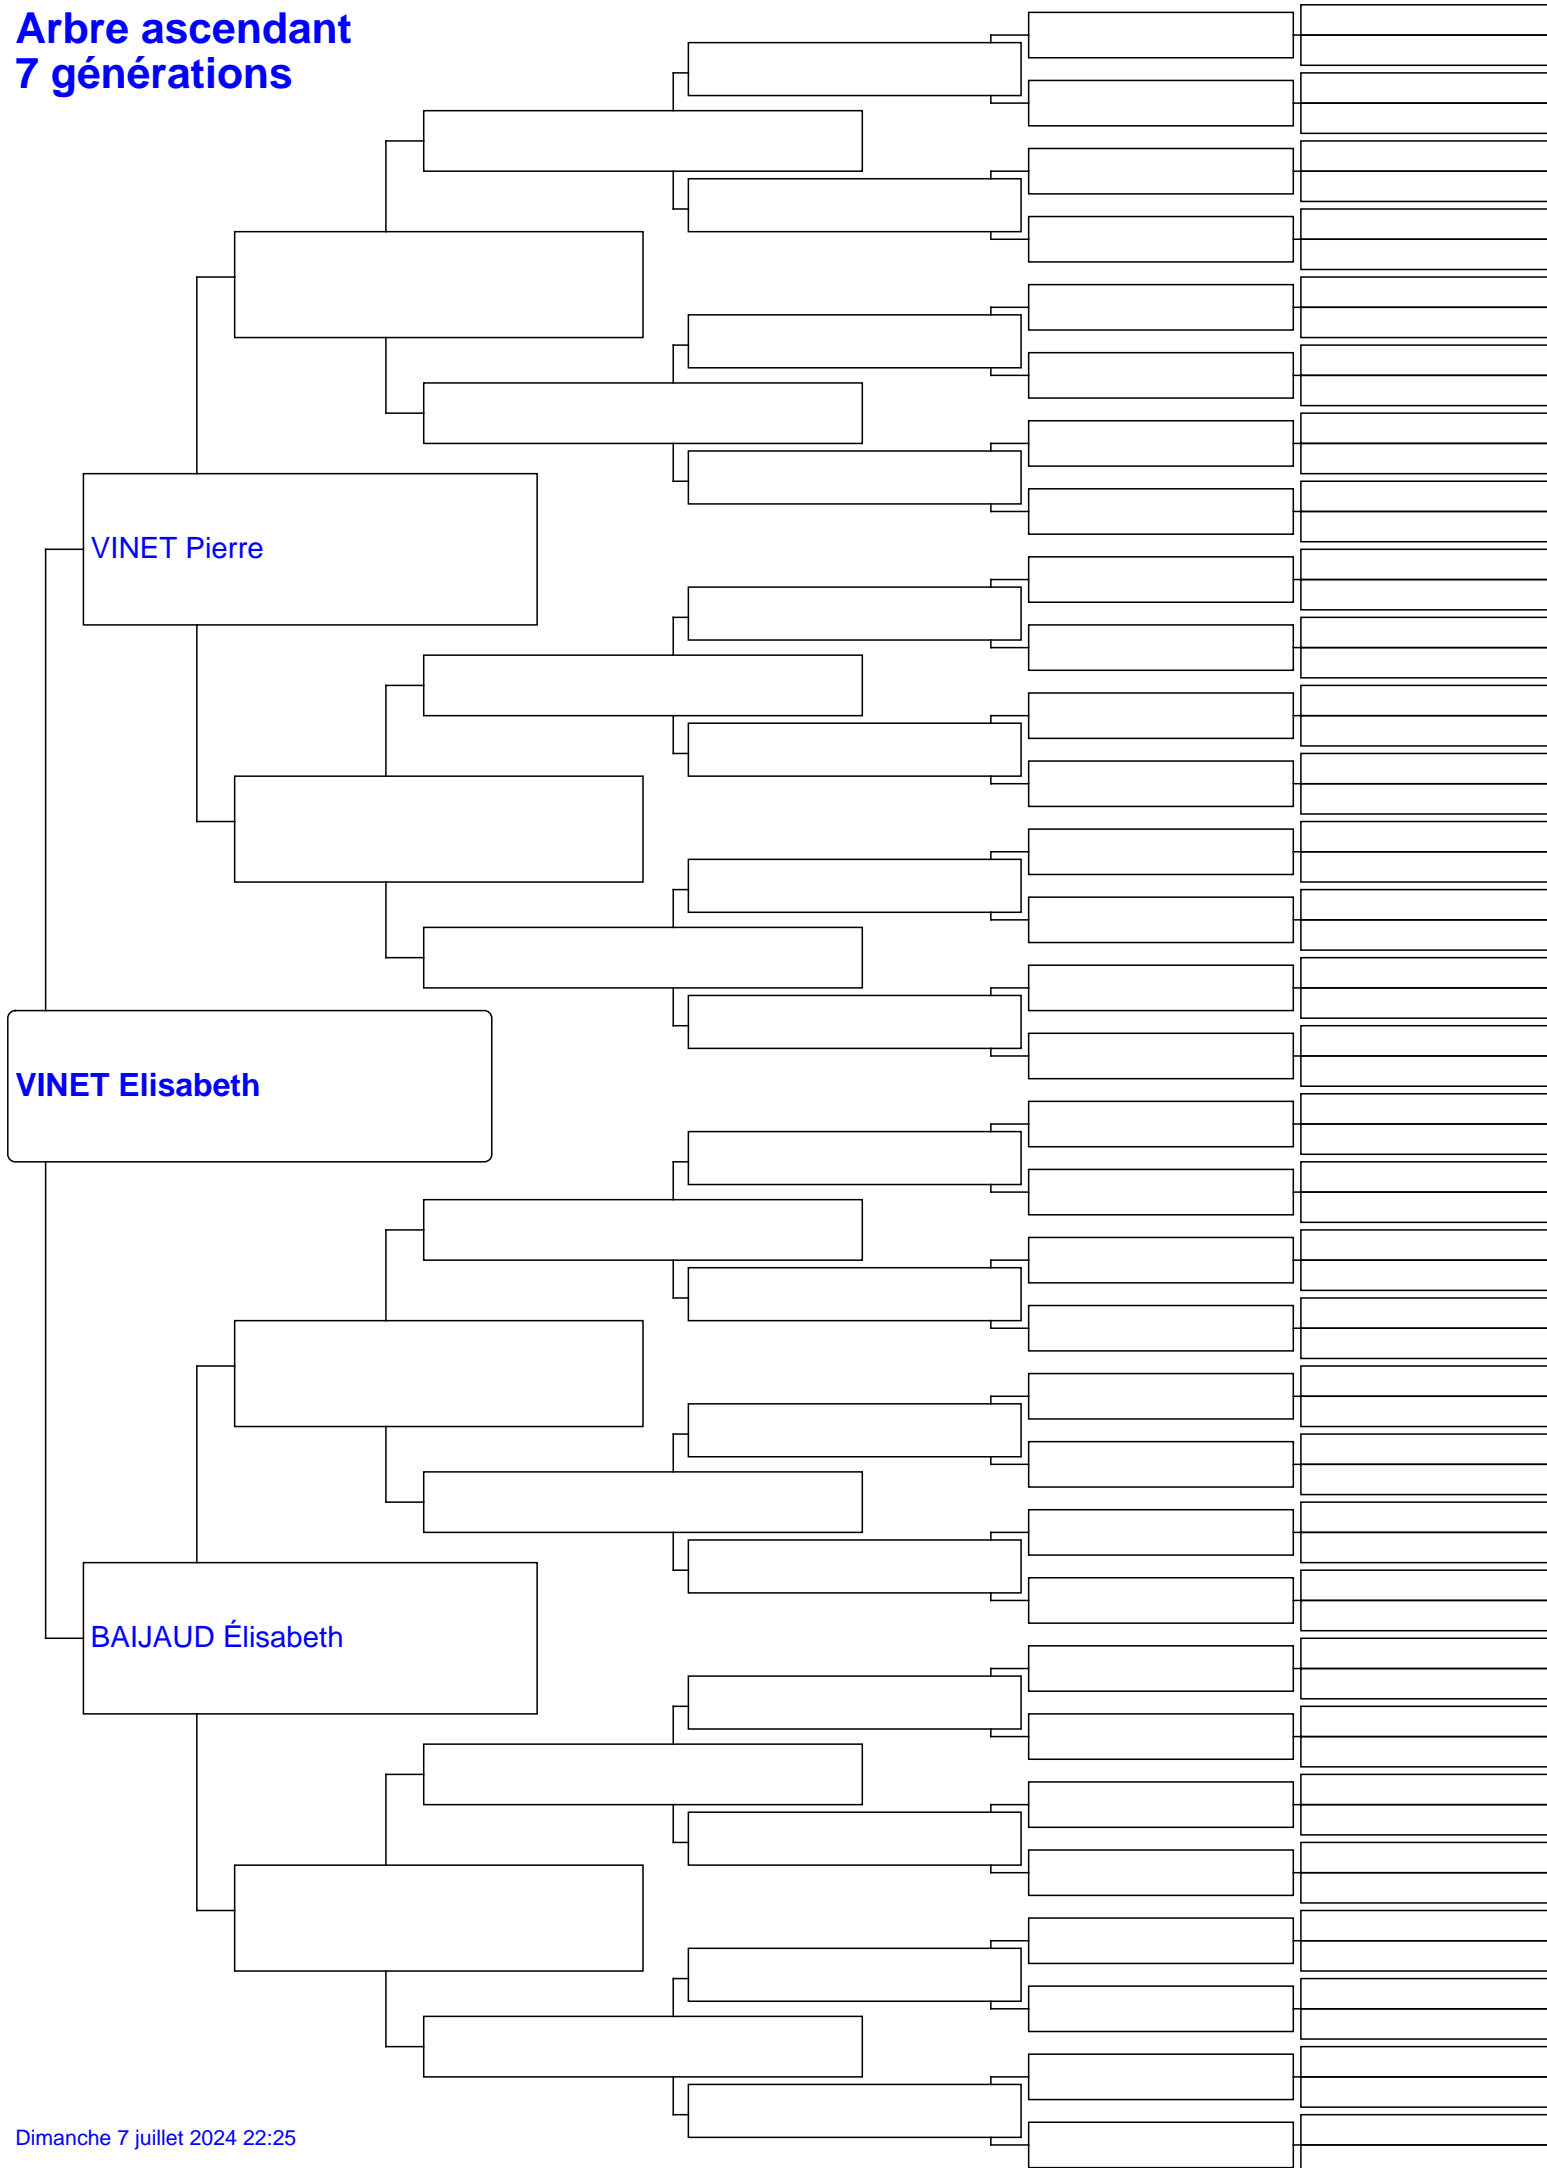 Arbre ascendant
7 générations
VINET Pierre
VINET Elisabeth
BAIJAUD Élisabeth
Dimanche 7 juillet 2024 22:25